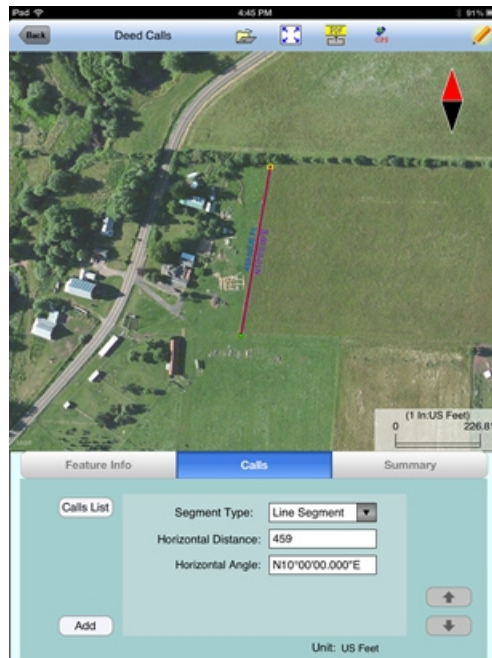 iPad 4:45 PM 91%
Back Deed Calls PDF GPS
(1 In:US Feet)
0 226.81
Feature Info Calls Summary
Calls List
Segment Type: Line Segment
Horizontal Distance: 459
Horizontal Angle: N10°00'00.000"E
Add
Unit: US Feet